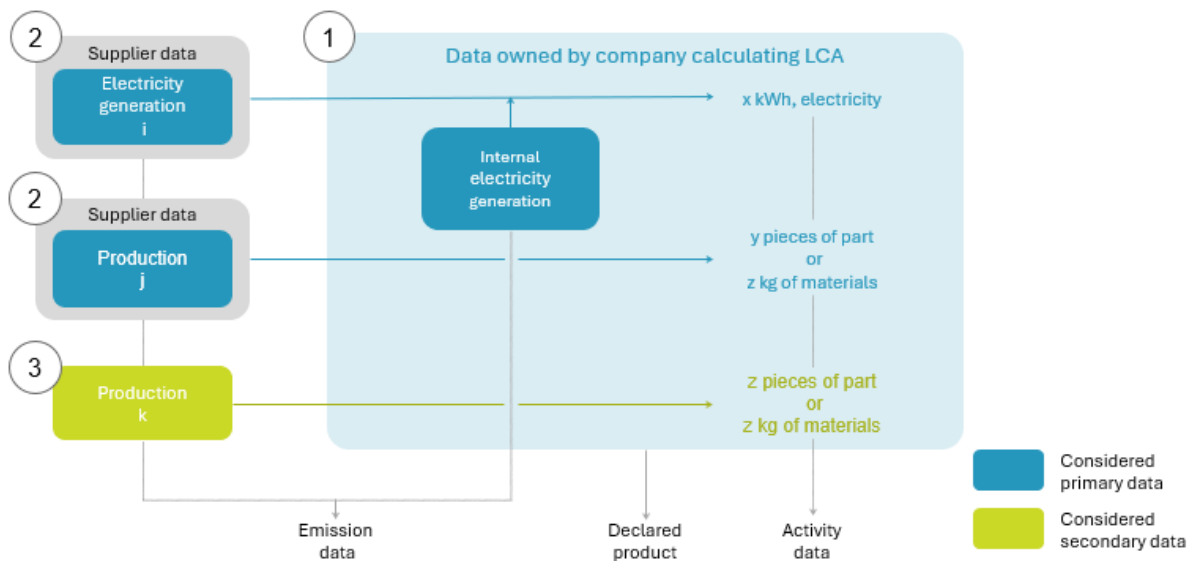 2
Supplier data
Electricity
generation
i
1
Data owned by company calculating LCA
x kWh, electricity
Internal
electricity
generation
2
Supplier data
Production
j
y pieces of part
or
z kg of materials
3
Production
k
z pieces of part
or
z kg of materials
Emission
data
Declared
product
Activity
data
Considered
primary data
Considered
secondary data